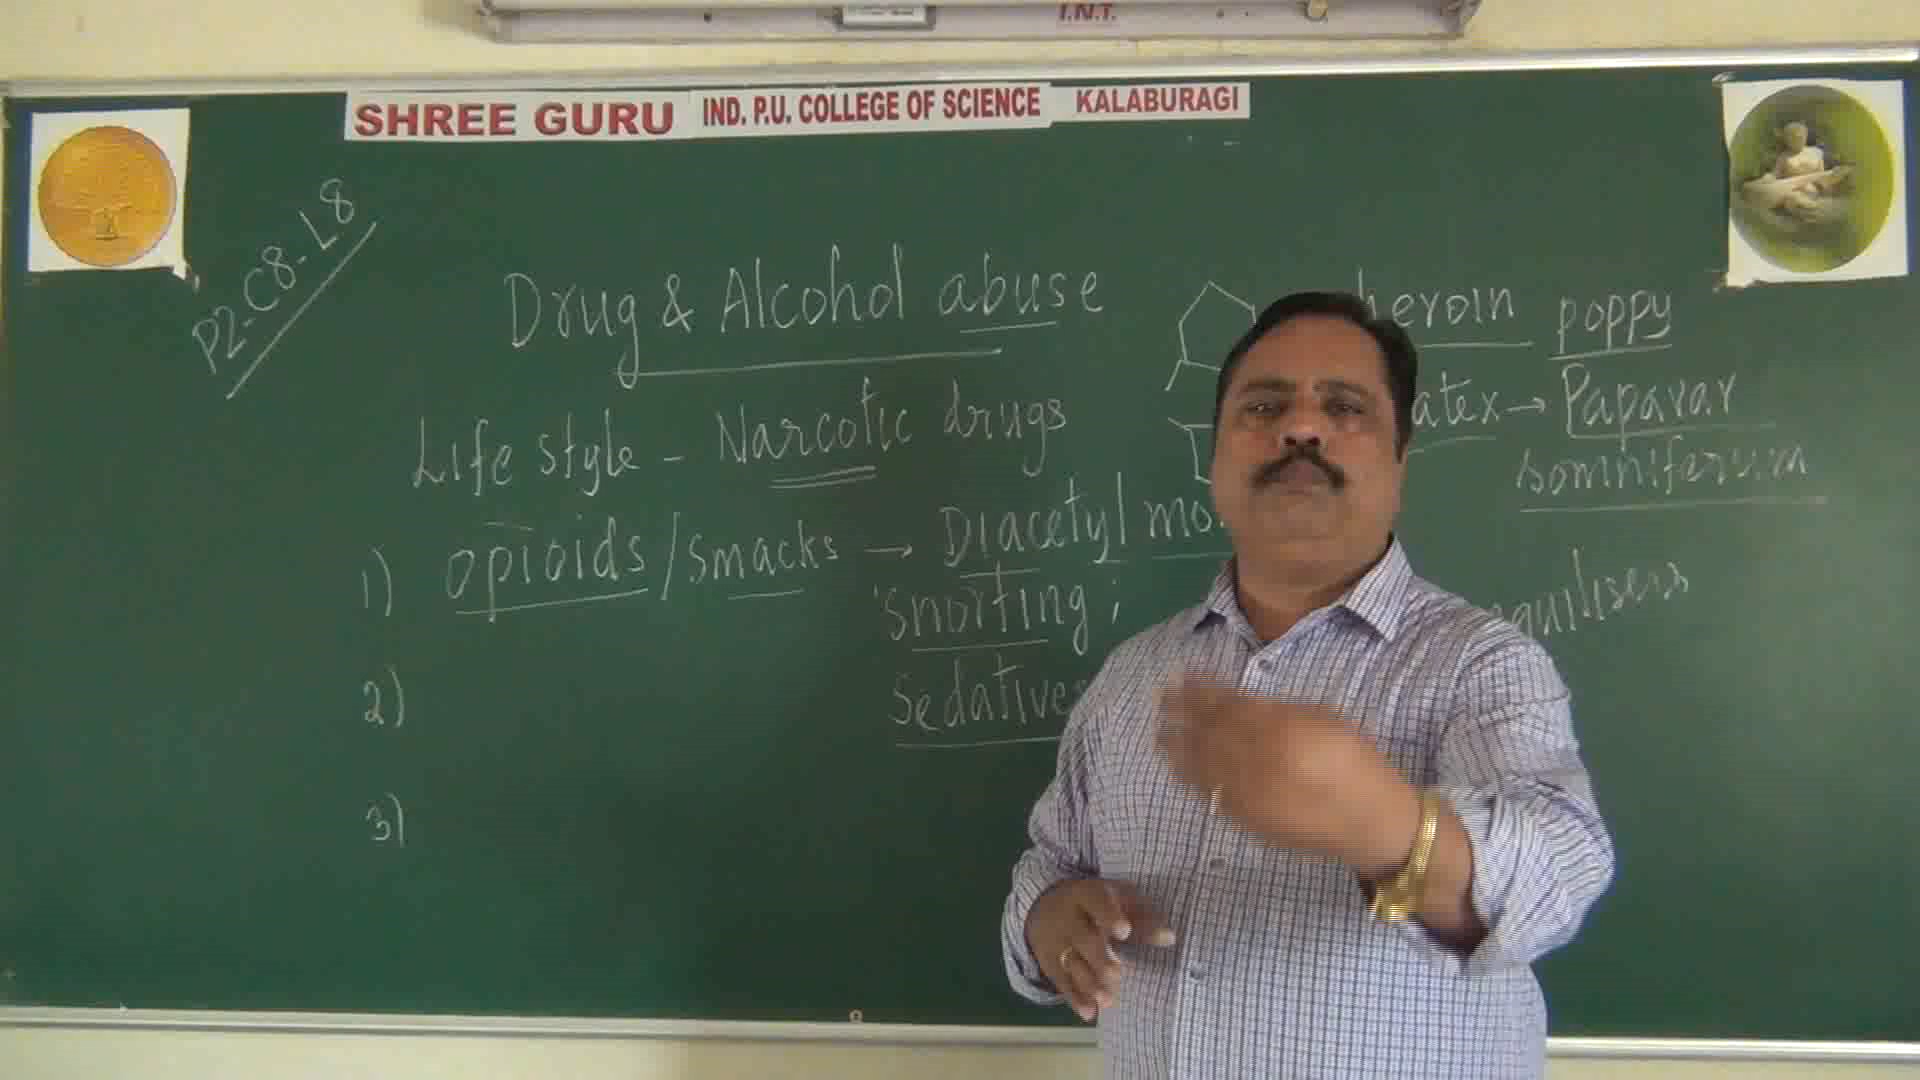 I.N.T.
SHREE GURU IND. P.U. COLLEGE OF SCIENCE KALABURAGI
P2-C8-L8
Drug & Alcohol abuse
heroin poppy
Life style - Narcotic drugs
atex → Papavar
somniferum
1) opioids/smacks → Diacetyl mo
snorting;
quilisers
2)
Sedatives
3)